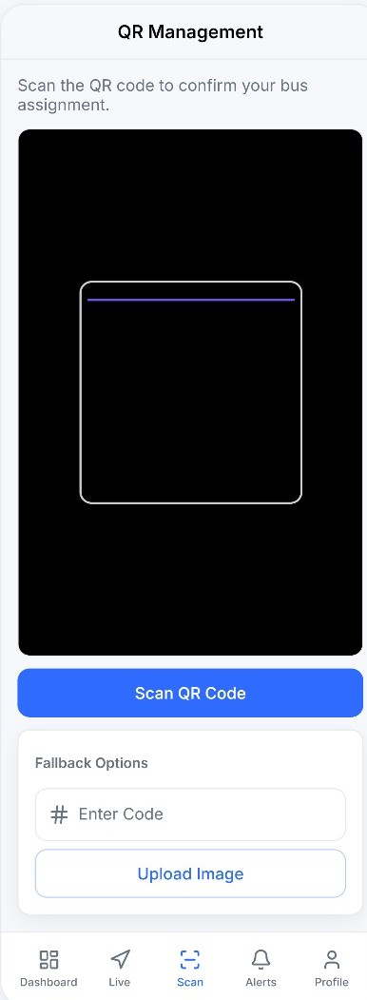 QR Management
Scan the QR code to confirm your bus
assignment.
Scan QR Code
Fallback Options
# Enter Code
Upload Image
Dashboard Live Scan Alerts Profile